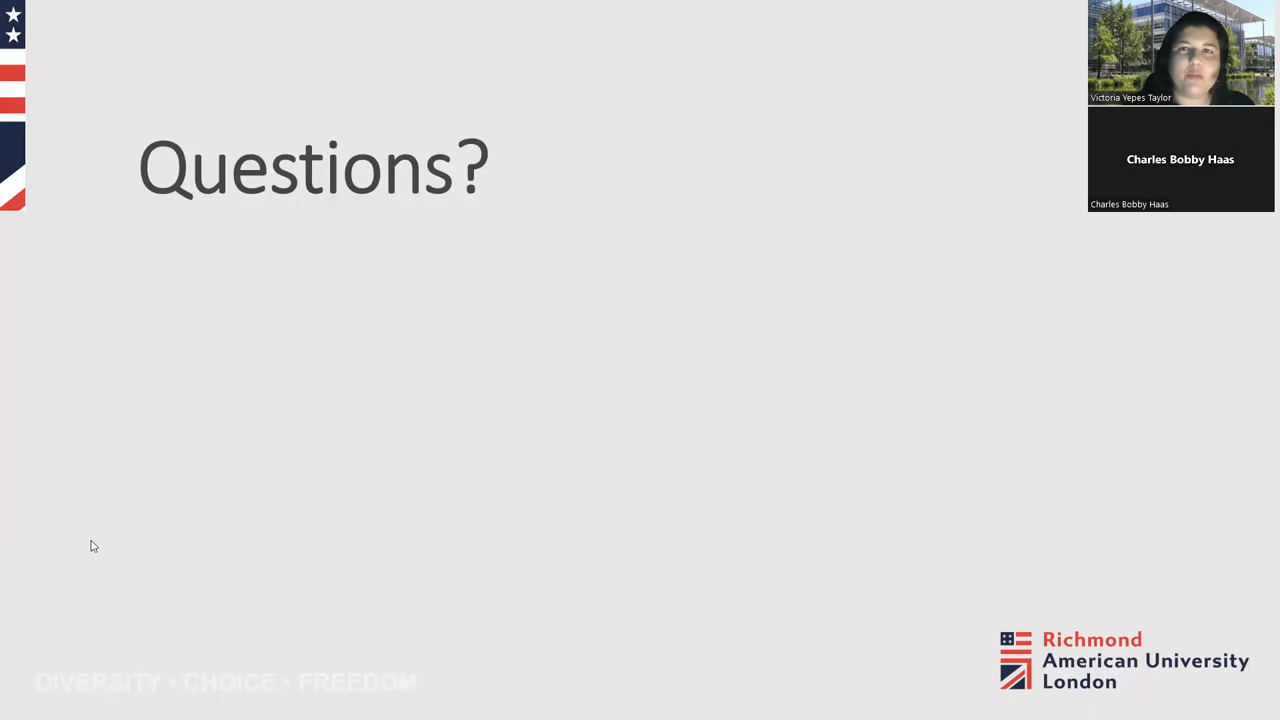 Questions?
Victoria Yepes Taylor
Charles Bobby Haas
Charles Bobby Haas
DIVERSITY • CHOICE • FREEDOM
Richmond
American University
London